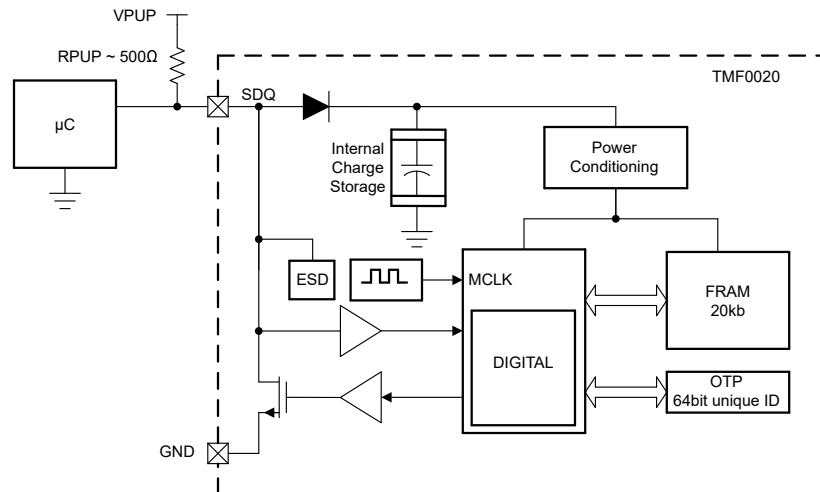 VPUP
RPUP ~ 500Ω
TMF0020
SDQ
µC
Internal
Charge
Storage
Power
Conditioning
ESD
MCLK
FRAM
20kb
DIGITAL
OTP
64bit unique ID
GND